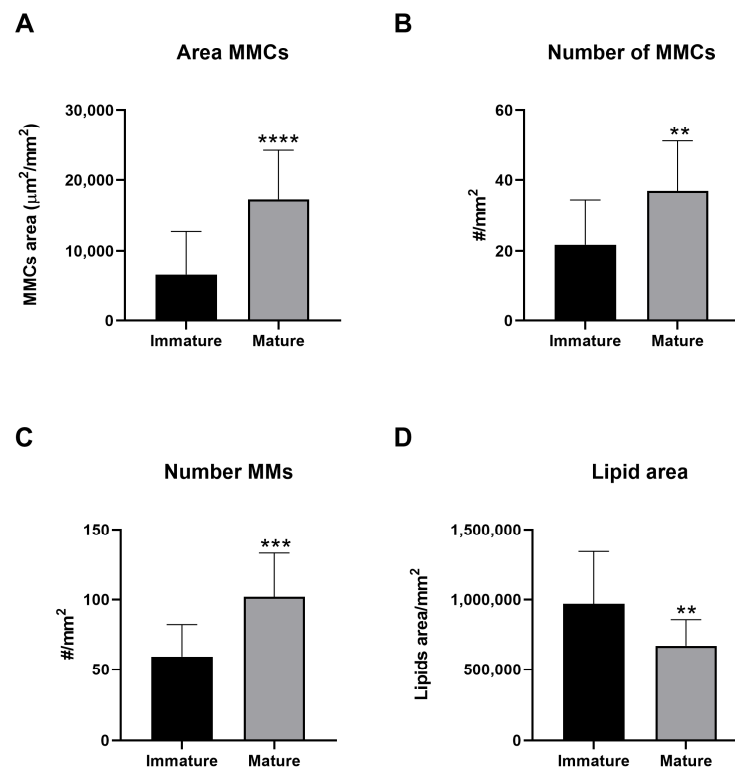 A
Area MMCs
MMCs area (μm²/mm²)
30,000
20,000
10,000
0
****
Immature Mature
B
Number of MMCs
#/mm²
60
40
20
0
**
Immature Mature
C
Number MMs
#/mm²
150
100
50
0
***
Immature Mature
D
Lipid area
Lipids area/mm²
1,500,000
1,000,000
500,000
0
**
Immature Mature